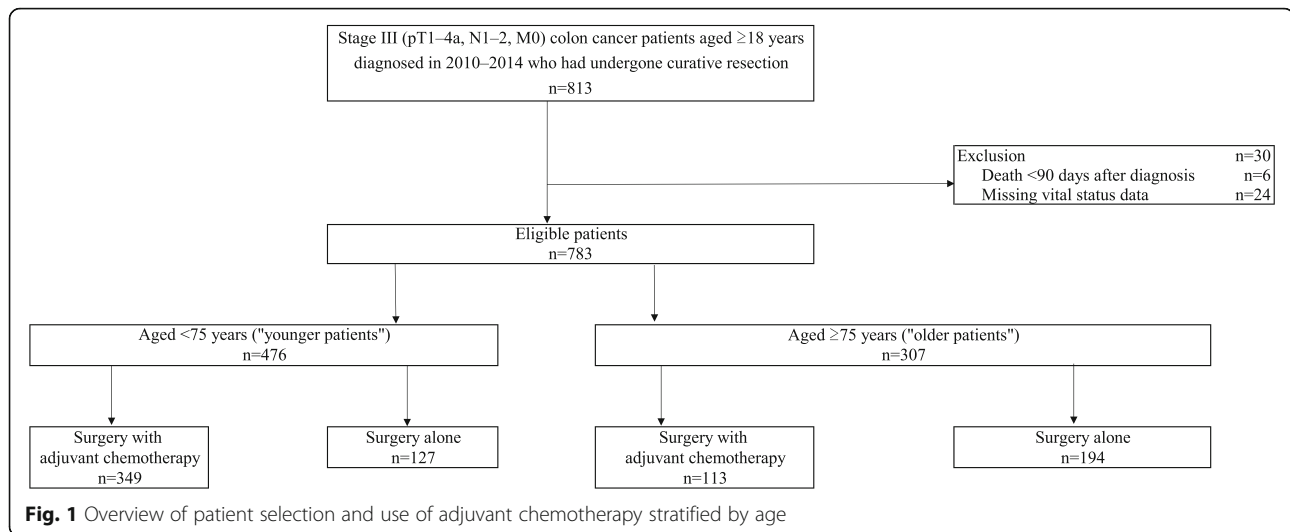 Stage III (pT1–4a, N1–2, M0) colon cancer patients aged ≥18 years
diagnosed in 2010–2014 who had undergone curative resection
n=813
Exclusion n=30
Death <90 days after diagnosis n=6
Missing vital status data n=24
Eligible patients
n=783
Aged <75 years ("younger patients")
n=476
Aged ≥75 years ("older patients")
n=307
Surgery with
adjuvant chemotherapy
n=349
Surgery alone
n=127
Surgery with
adjuvant chemotherapy
n=113
Surgery alone
n=194
Fig. 1 Overview of patient selection and use of adjuvant chemotherapy stratified by age